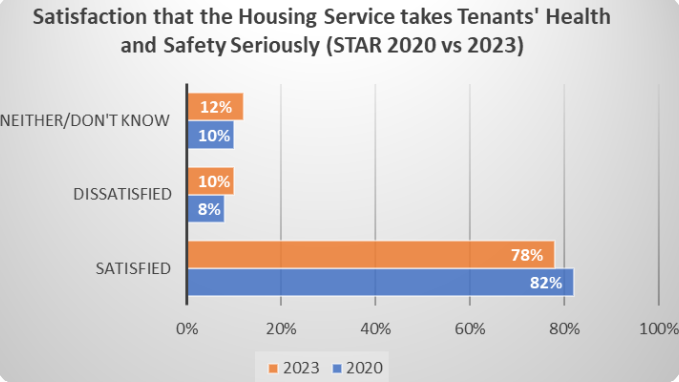 Satisfaction that the Housing Service takes Tenants' Health
and Safety Seriously (STAR 2020 vs 2023)
NEITHER/DON'T KNOW
12%
10%
DISSATISFIED
10%
8%
SATISFIED
78%
82%
0% 20% 40% 60% 80% 100%
2023 2020